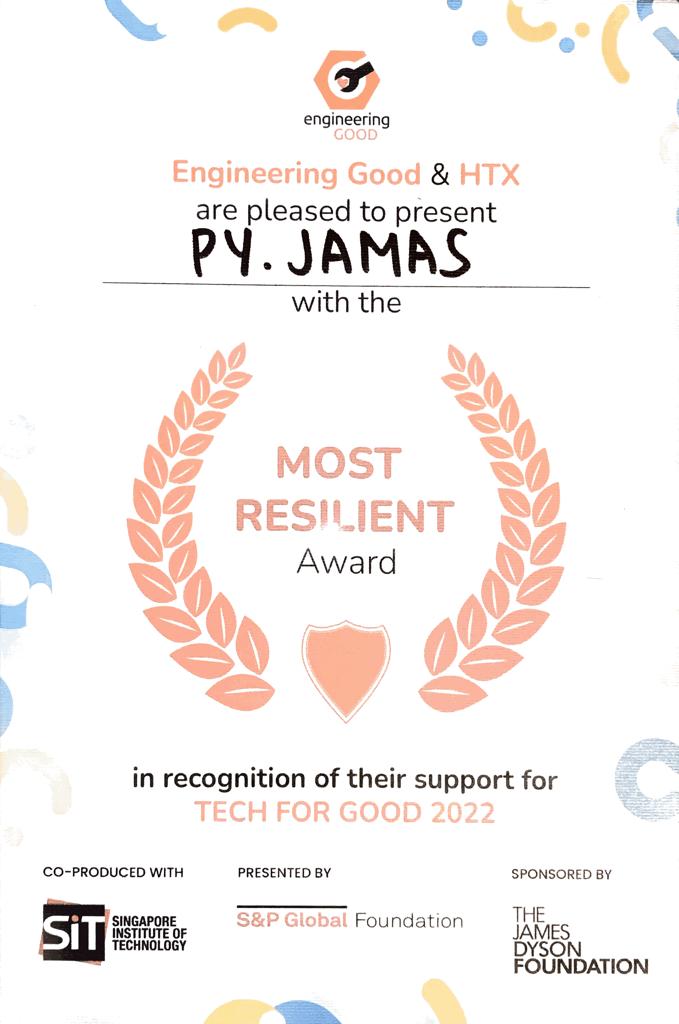 engineering
GOOD
Engineering Good & HTX
are pleased to present
PY. JAMAS
with the
MOST
RESILIENT
Award
in recognition of their support for
TECH FOR GOOD 2022
CO-PRODUCED WITH
SiT SINGAPORE
INSTITUTE OF
TECHNOLOGY
PRESENTED BY
S&P Global Foundation
SPONSORED BY
THE
JAMES
DYSON
FOUNDATION